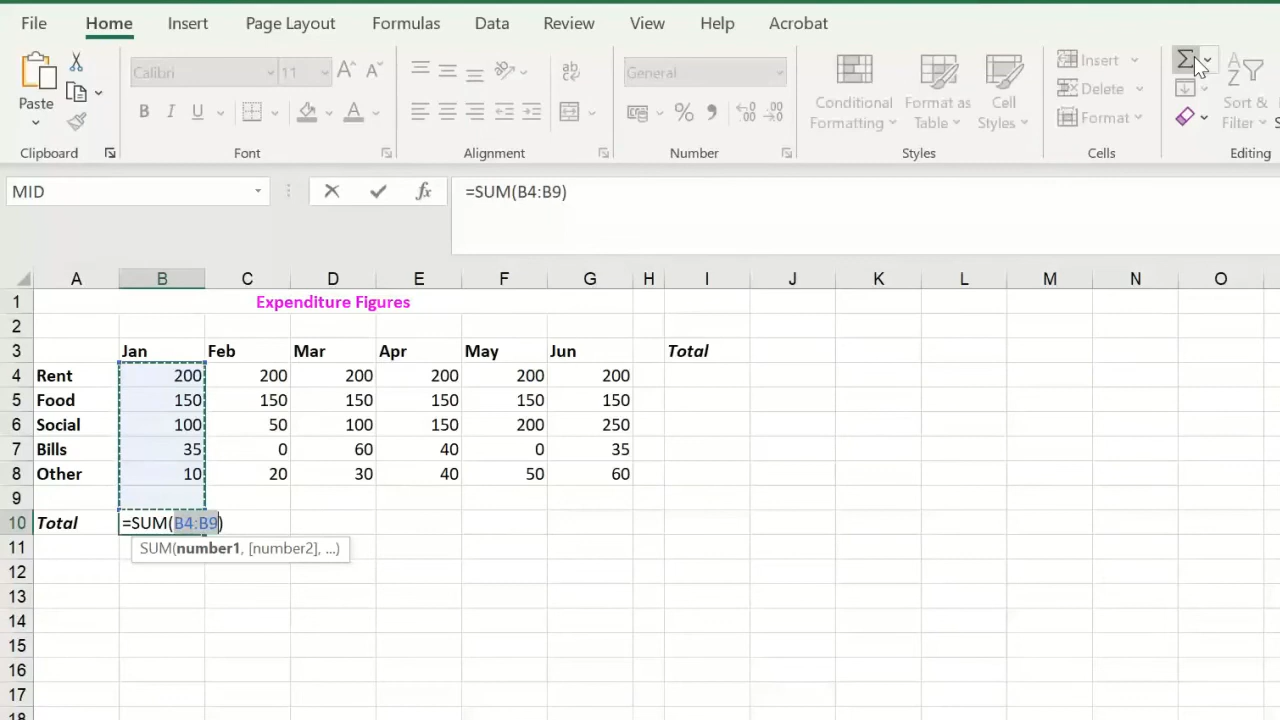 File Home Insert Page Layout Formulas Data Review View Help Acrobat
Calibri 11 ab General Insert Σ A
Paste B I U A % , Conditional Format as Cell Delete Z Sort &
Formatting Table Styles Format Filter
Clipboard Font Alignment Number Styles Cells Editing
MID fx =SUM(B4:B9)
A B C D E F G H I J K L M N O
1 Expenditure Figures
2
3 Jan Feb Mar Apr May Jun Total
4 Rent 200 200 200 200 200 200
5 Food 150 150 150 150 150 150
6 Social 100 50 100 150 200 250
7 Bills 35 0 60 40 0 35
8 Other 10 20 30 40 50 60
9
10 Total =SUM(B4:B9)
11 SUM(number1, [number2], ...)
12
13
14
15
16
17
18